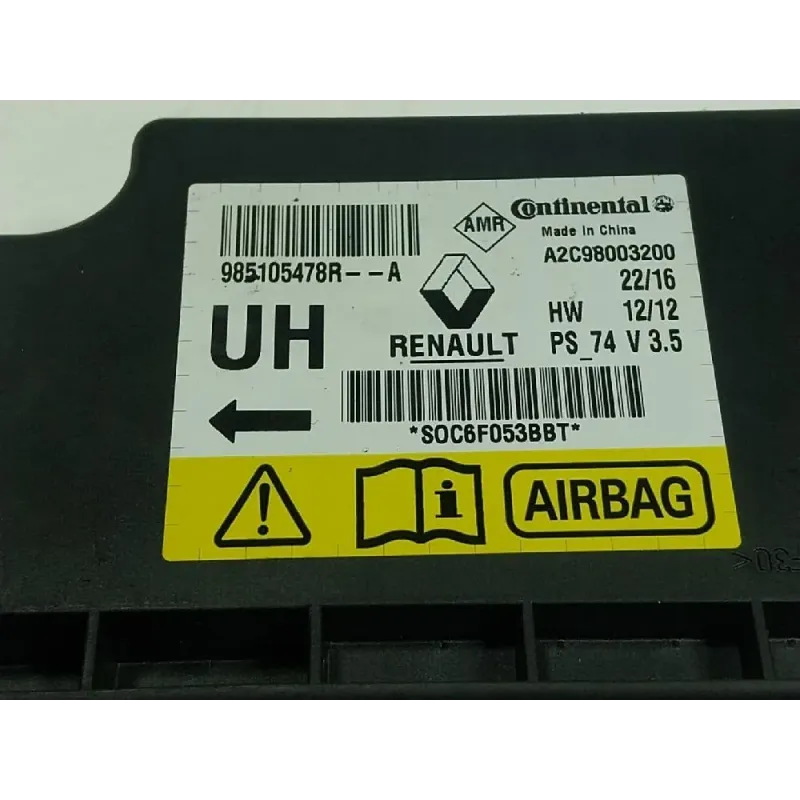 985105478R--A
AMR
Continental
Made in China
A2C98003200
22/16
HW 12/12
PS_74 V 3.5
UH
RENAULT
*SOC6F053BBT*
i
AIRBAG